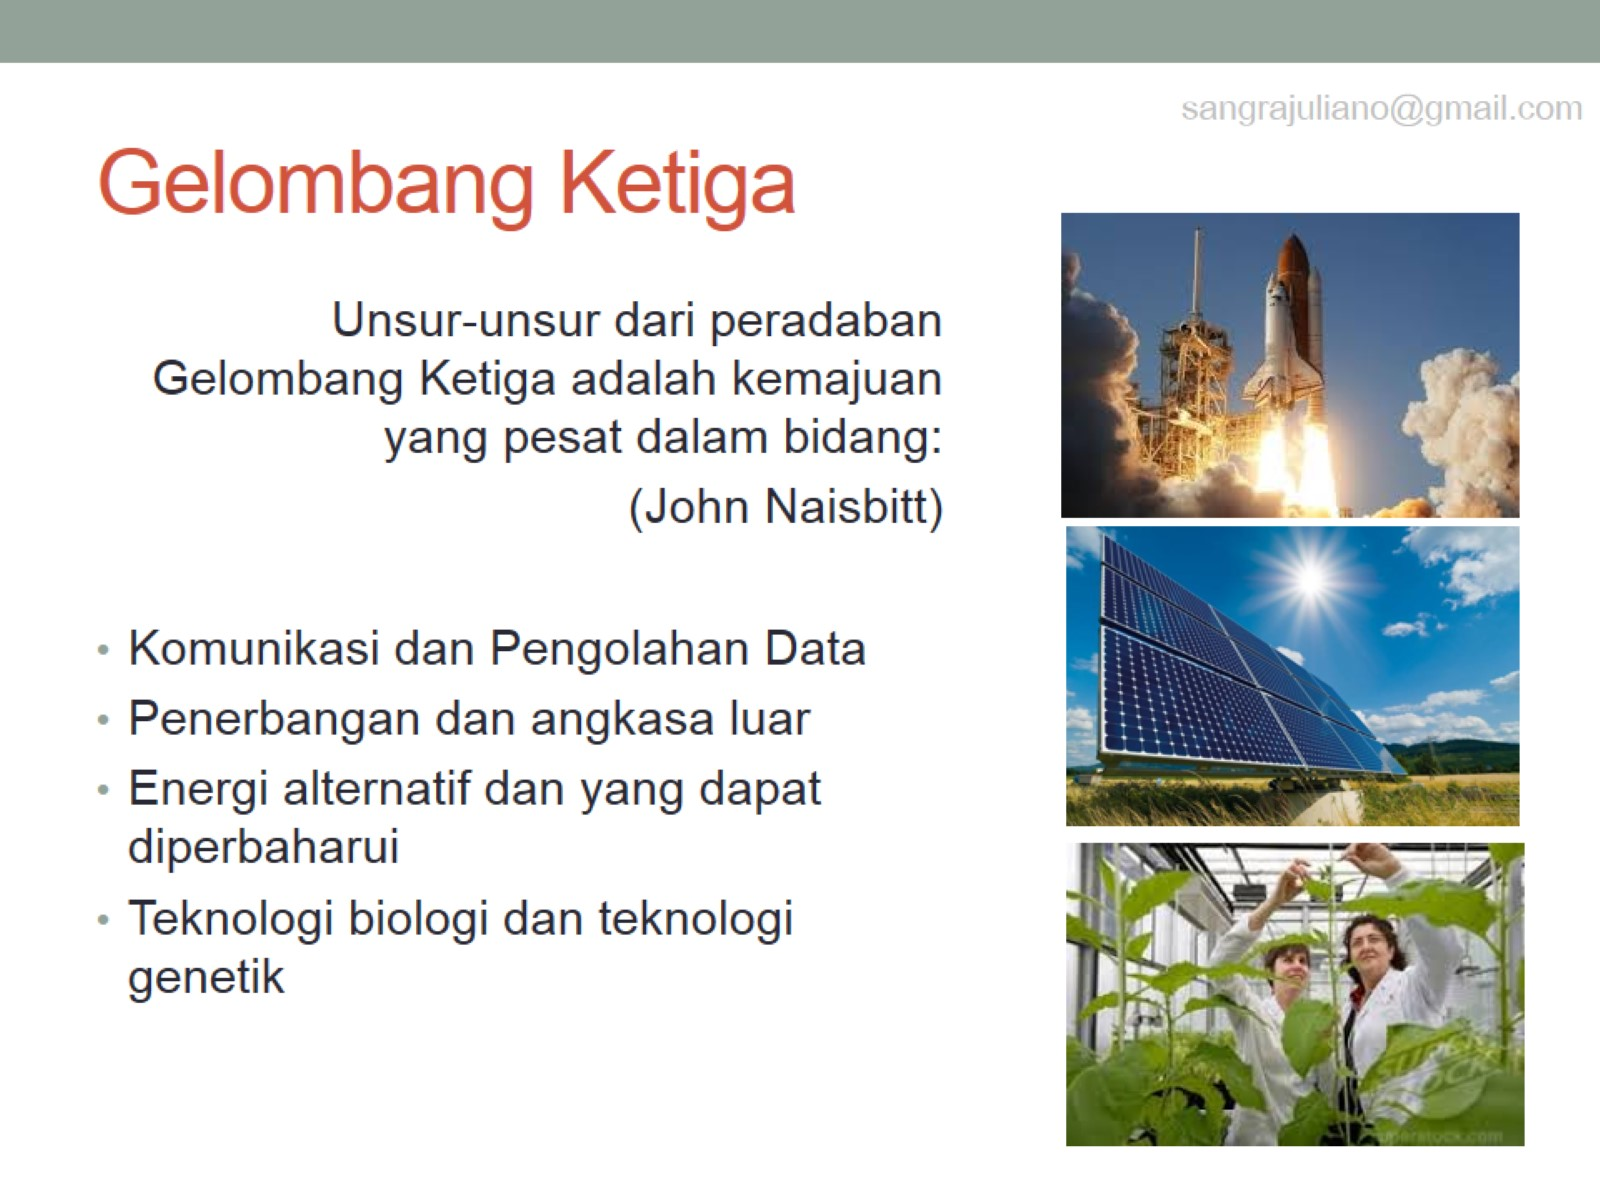 sangrajuliano@gmail.com
Gelombang Ketiga
Unsur-unsur dari peradaban
Gelombang Ketiga adalah kemajuan
yang pesat dalam bidang:
(John Naisbitt)
• Komunikasi dan Pengolahan Data
• Penerbangan dan angkasa luar
• Energi alternatif dan yang dapat
diperbaharui
• Teknologi biologi dan teknologi
genetik